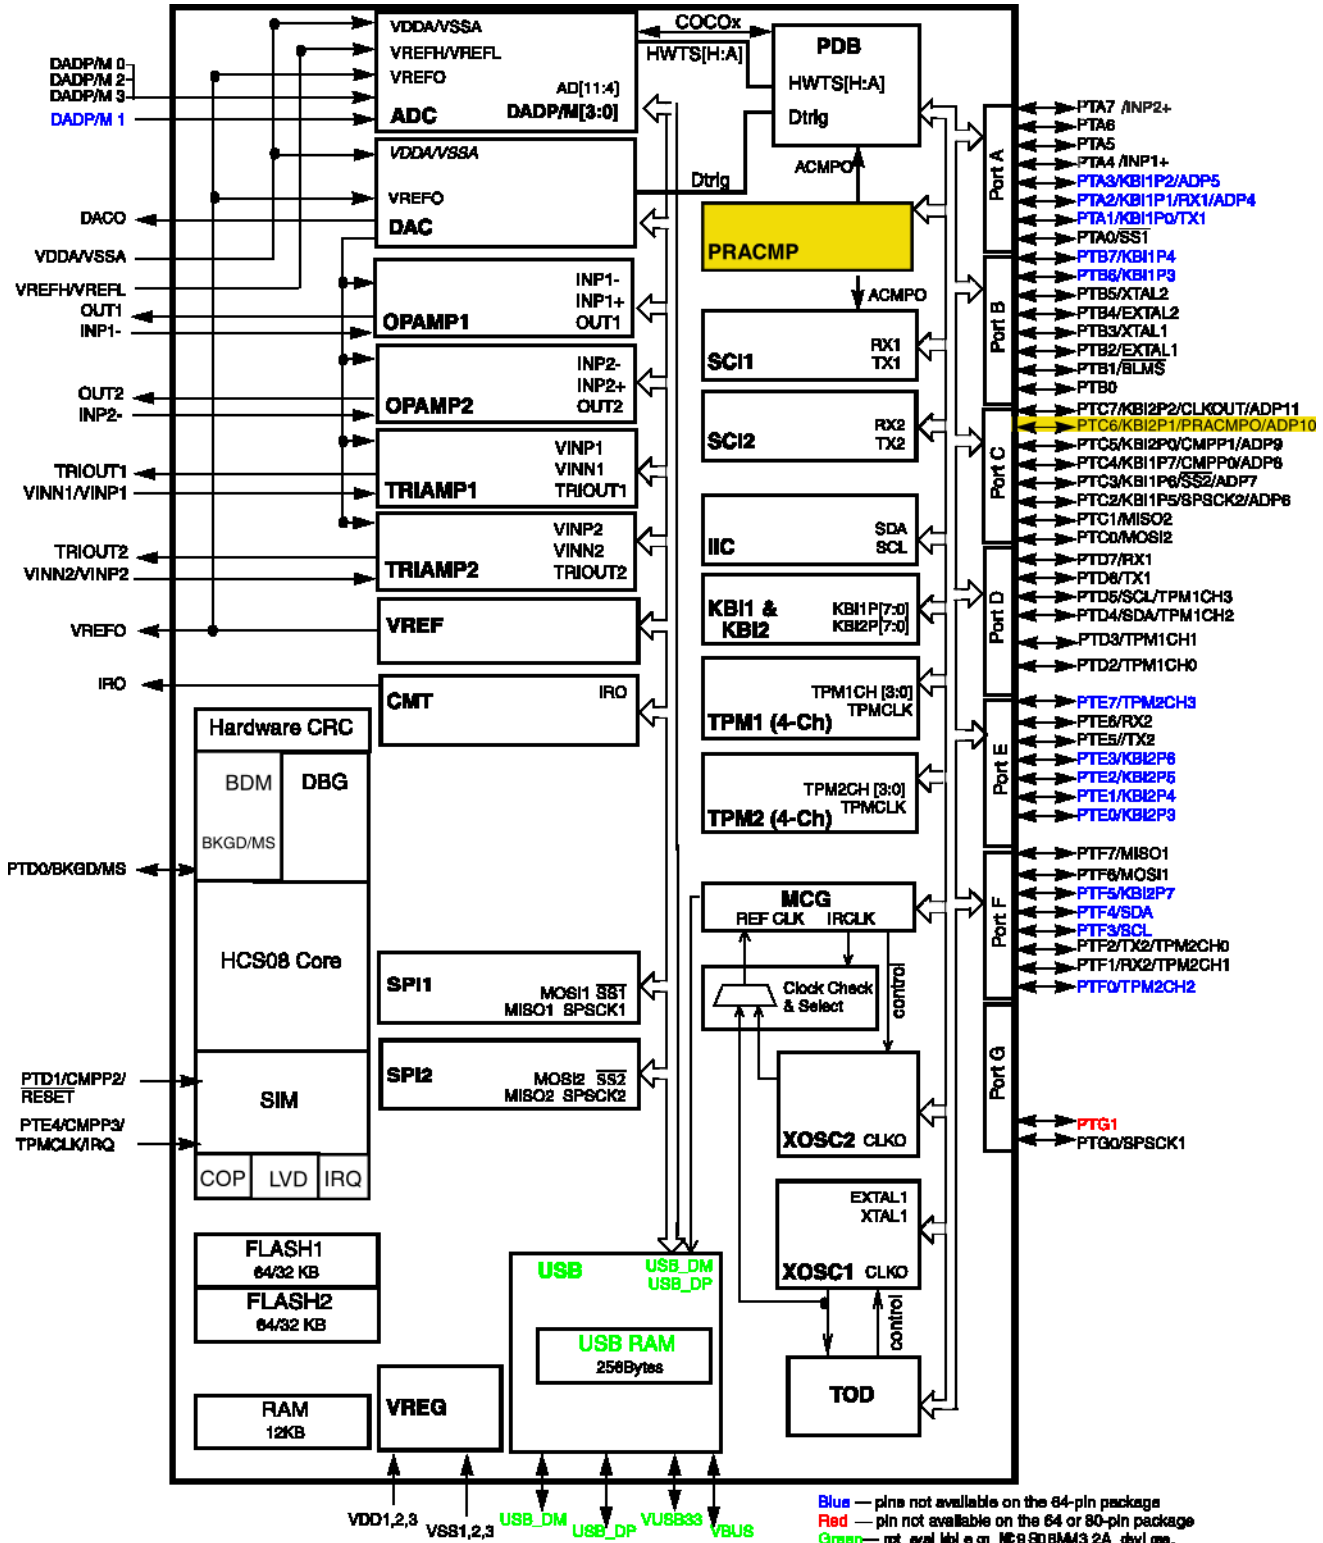 VDDA/VSSA
VREFH/VREFL
VREFO
AD[11:4]
DADP/M[3:0]
ADC
DADP/M 0
DADP/M 2
DADP/M 3
DADP/M 1
COCOx
HWTS[H:A]
PDB
HWTS[H:A]
Dtrig
ACMPO
VDDA/VSSA
VREFO
DAC
Dtrig
DACO
VDDA/VSSA
VREFH/VREFL
OUT1
INP1-
INP1-
INP1+
OUT1
OPAMP1
OUT2
INP2-
INP2-
INP2+
OUT2
OPAMP2
TRIOUT1
VINN1/VINP1
VINP1
VINN1
TRIOUT1
TRIAMP1
TRIOUT2
VINN2/VINP2
VINP2
VINN2
TRIOUT2
TRIAMP2
VREFO
VREF
IRO
CMT
IRO
PRACMP
ACMPO
RX1
TX1
SCI1
RX2
TX2
SCI2
SDA
SCL
IIC
KBI1 &
KBI2
KBI1P[7:0]
KBI2P[7:0]
TPM1CH [3:0]
TPMCLK
TPM1 (4-Ch)
TPM2CH [3:0]
TPMCLK
TPM2 (4-Ch)
MCG
REF CLK IRCLK
Clock Check
& Select
control
XOSC2 CLKO
EXTAL1
XTAL1
XOSC1 CLKO
control
TOD
Hardware CRC
BDM
DBG
BKGD/MS
PTD0/BKGD/MS
HCS08 Core
PTD1/CMPP2/
RESET
PTE4/CMPP3/
TPMCLK/IRQ
SIM
COP
LVD
IRQ
SPI1
MOSI1 SS1
MISO1 SPSCK1
SPI2
MOSI2 SS2
MISO2 SPSCK2
FLASH1
64/32 KB
FLASH2
64/32 KB
RAM
12KB
VREG
VDD1,2,3
VSS1,2,3
USB
USB_DM
USB_DP
USB RAM
256Bytes
USB_DM
USB_DP
VUSB33
VBUS
Port A
PTA7 /INP2+
PTA6
PTA5
PTA4 /INP1+
PTA3/KBI1P2/ADP5
PTA2/KBI1P1/RX1/ADP4
PTA1/KBI1P0/TX1
PTA0/SS1
Port B
PTB7/KBI1P4
PTB6/KBI1P3
PTB5/XTAL2
PTB4/EXTAL2
PTB3/XTAL1
PTB2/EXTAL1
PTB1/BLMS
PTB0
Port C
PTC7/KBI2P2/CLKOUT/ADP11
PTC6/KBI2P1/PRACMPO/ADP10
PTC5/KBI2P0/CMPP1/ADP9
PTC4/KBI1P7/CMPP0/ADP8
PTC3/KBI1P6/SS2/ADP7
PTC2/KBI1P5/SPSCK2/ADP6
PTC1/MISO2
PTC0/MOSI2
Port D
PTD7/RX1
PTD6/TX1
PTD5/SCL/TPM1CH3
PTD4/SDA/TPM1CH2
PTD3/TPM1CH1
PTD2/TPM1CH0
Port E
PTE7/TPM2CH3
PTE6/RX2
PTE5//TX2
PTE3/KBI2P6
PTE2/KBI2P5
PTE1/KBI2P4
PTE0/KBI2P3
Port F
PTF7/MISO1
PTF6/MOSI1
PTF5/KBI2P7
PTF4/SDA
PTF3/SCL
PTF2/TX2/TPM2CH0
PTF1/RX2/TPM2CH1
PTF0/TPM2CH2
Port G
PTG1
PTG0/SPSCK1
Blue — pins not available on the 64-pin package
Red — pin not available on the 64 or 80-pin package
Green — not available on MC9S08MM32A devices.